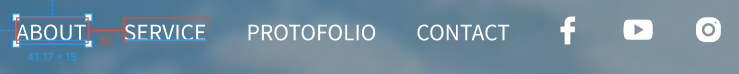 ABOUT SERVICE PROTOFOLIO CONTACT
20
41.17 × 15